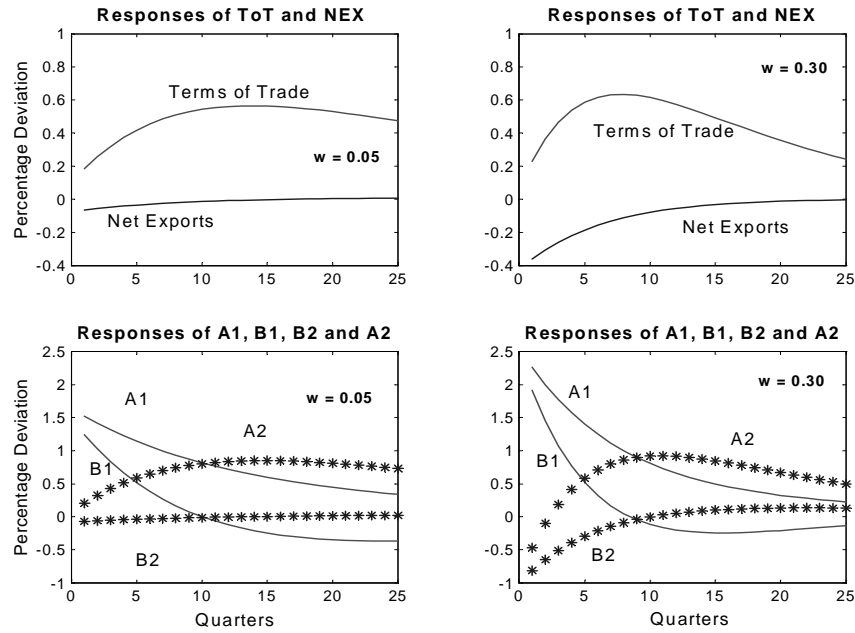 Responses of ToT and NEX
Percentage Deviation
1
0.8
0.6
0.4
0.2
0
-0.2
-0.4
Terms of Trade
w = 0.05
Net Exports
0 5 10 15 20 25
Responses of ToT and NEX
1
0.8
0.6
0.4
0.2
0
-0.2
-0.4
w = 0.30
Terms of Trade
Net Exports
0 5 10 15 20 25
Responses of A1, B1, B2 and A2
Percentage Deviation
2.5
2
1.5
1
0.5
0
-0.5
-1
A1
w = 0.05
A2
B1
B2
0 5 10 15 20 25
Quarters
Responses of A1, B1, B2 and A2
2.5
2
1.5
1
0.5
0
-0.5
-1
A1
w = 0.30
A2
B1
B2
0 5 10 15 20 25
Quarters